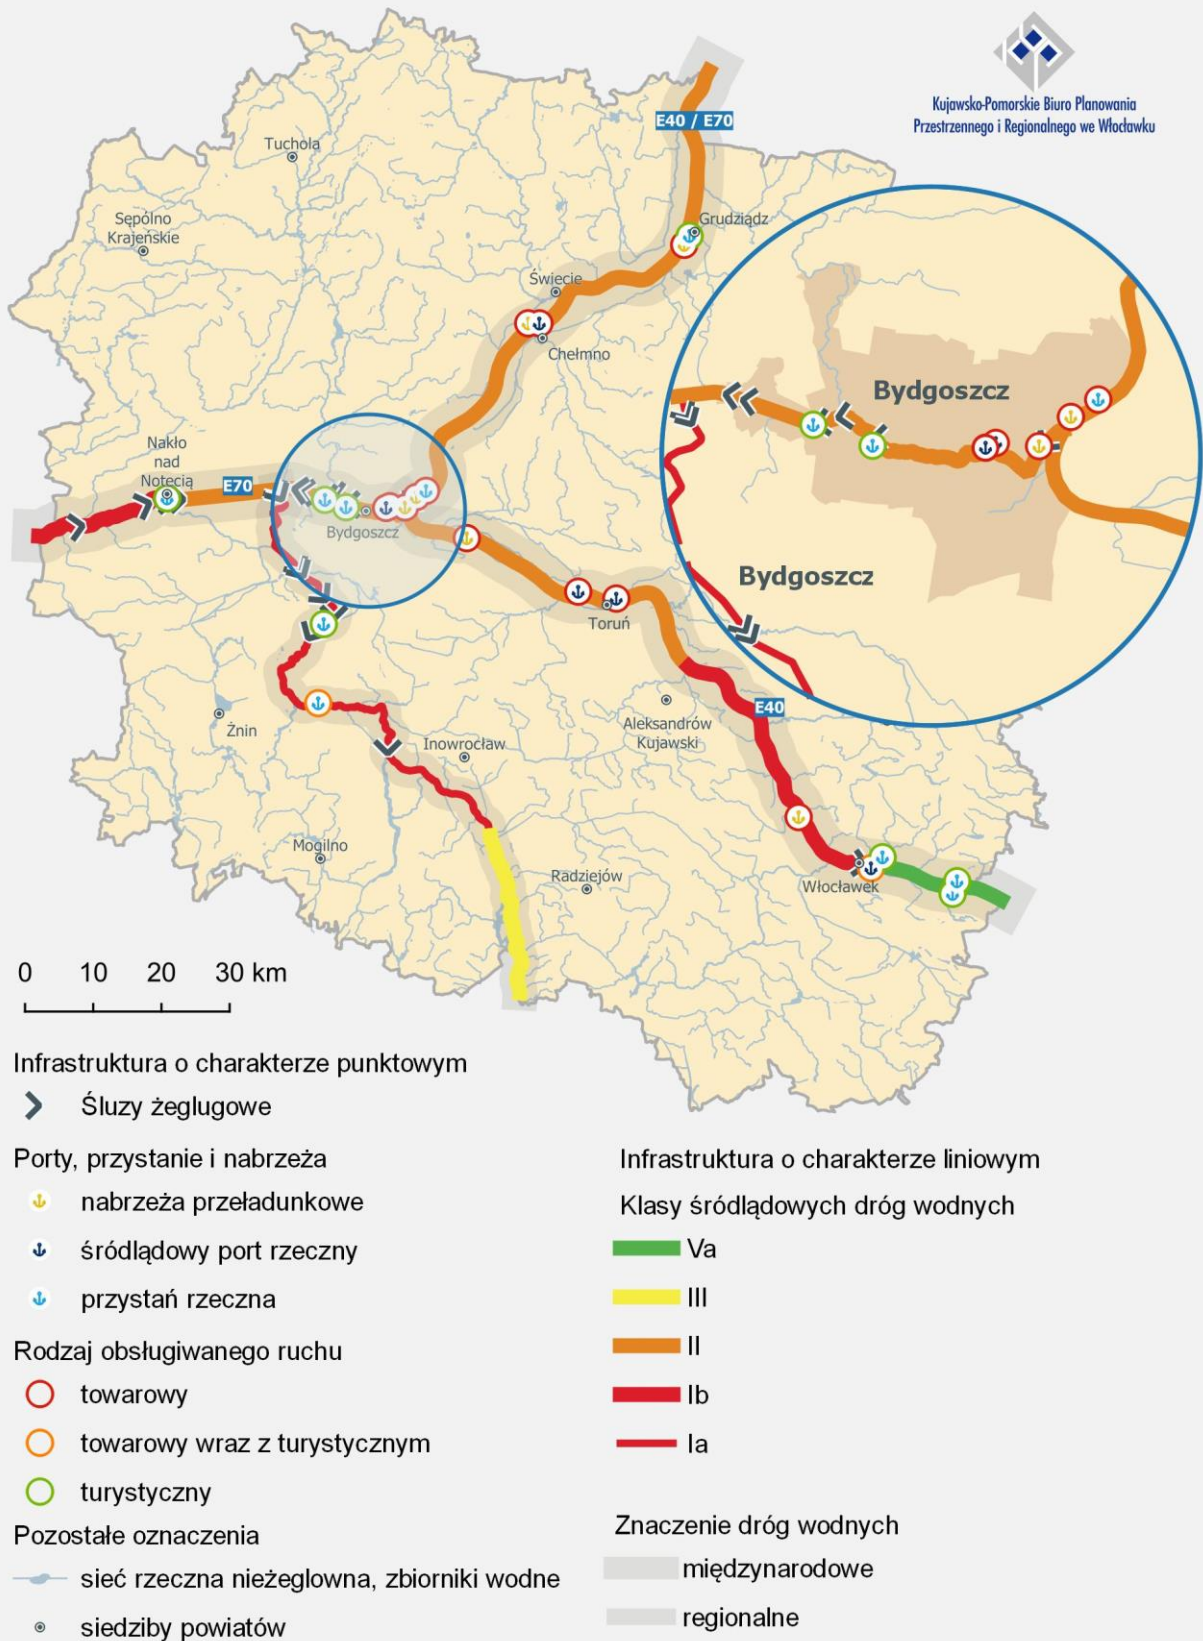 Kujawsko-Pomorskie Biuro Planowania
Przestrzennego i Regionalnego we Włocławku
E40 / E70
Tuchola
Sępólno
Krajeńskie
Grudziądz
Świecie
Chełmno
Bydgoszcz
Nakło
nad
Notecią
E70
Bydgoszcz
Bydgoszcz
Toruń
Żnin
Inowrocław
Aleksandrów
Kujawski
E40
Mogilno
Radziejów
Włocławek
0 10 20 30 km
Infrastruktura o charakterze punktowym
Śluzy żeglugowe
Porty, przystanie i nabrzeża
nabrzeża przeładunkowe
śródlądowy port rzeczny
przystań rzeczna
Rodzaj obsługiwanego ruchu
towarowy
towarowy wraz z turystycznym
turystyczny
Pozostałe oznaczenia
sieć rzeczna nieżeglowna, zbiorniki wodne
siedziby powiatów
Infrastruktura o charakterze liniowym
Klasy śródlądowych dróg wodnych
Va
III
II
Ib
Ia
Znaczenie dróg wodnych
międzynarodowe
regionalne